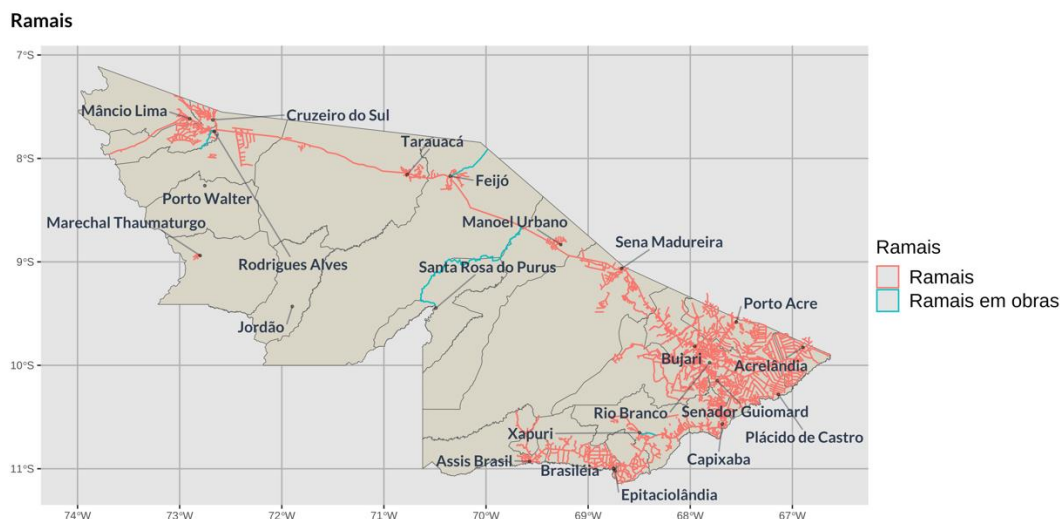 Ramais
7°S
8°S
9°S
10°S
11°S
Mâncio Lima
Cruzeiro do Sul
Tarauacá
Feijó
Porto Walter
Marechal Thaumaturgo
Manoel Urbano
Sena Madureira
Rodrigues Alves
Santa Rosa do Purus
Jordão
Porto Acre
Bujari
Acrelândia
Rio Branco
Senador Guiomard
Xapuri
Plácido de Castro
Assis Brasil
Brasiléia
Capixaba
Epitaciolândia
74°W
73°W
72°W
71°W
70°W
69°W
68°W
67°W
Ramais
Ramais
Ramais em obras